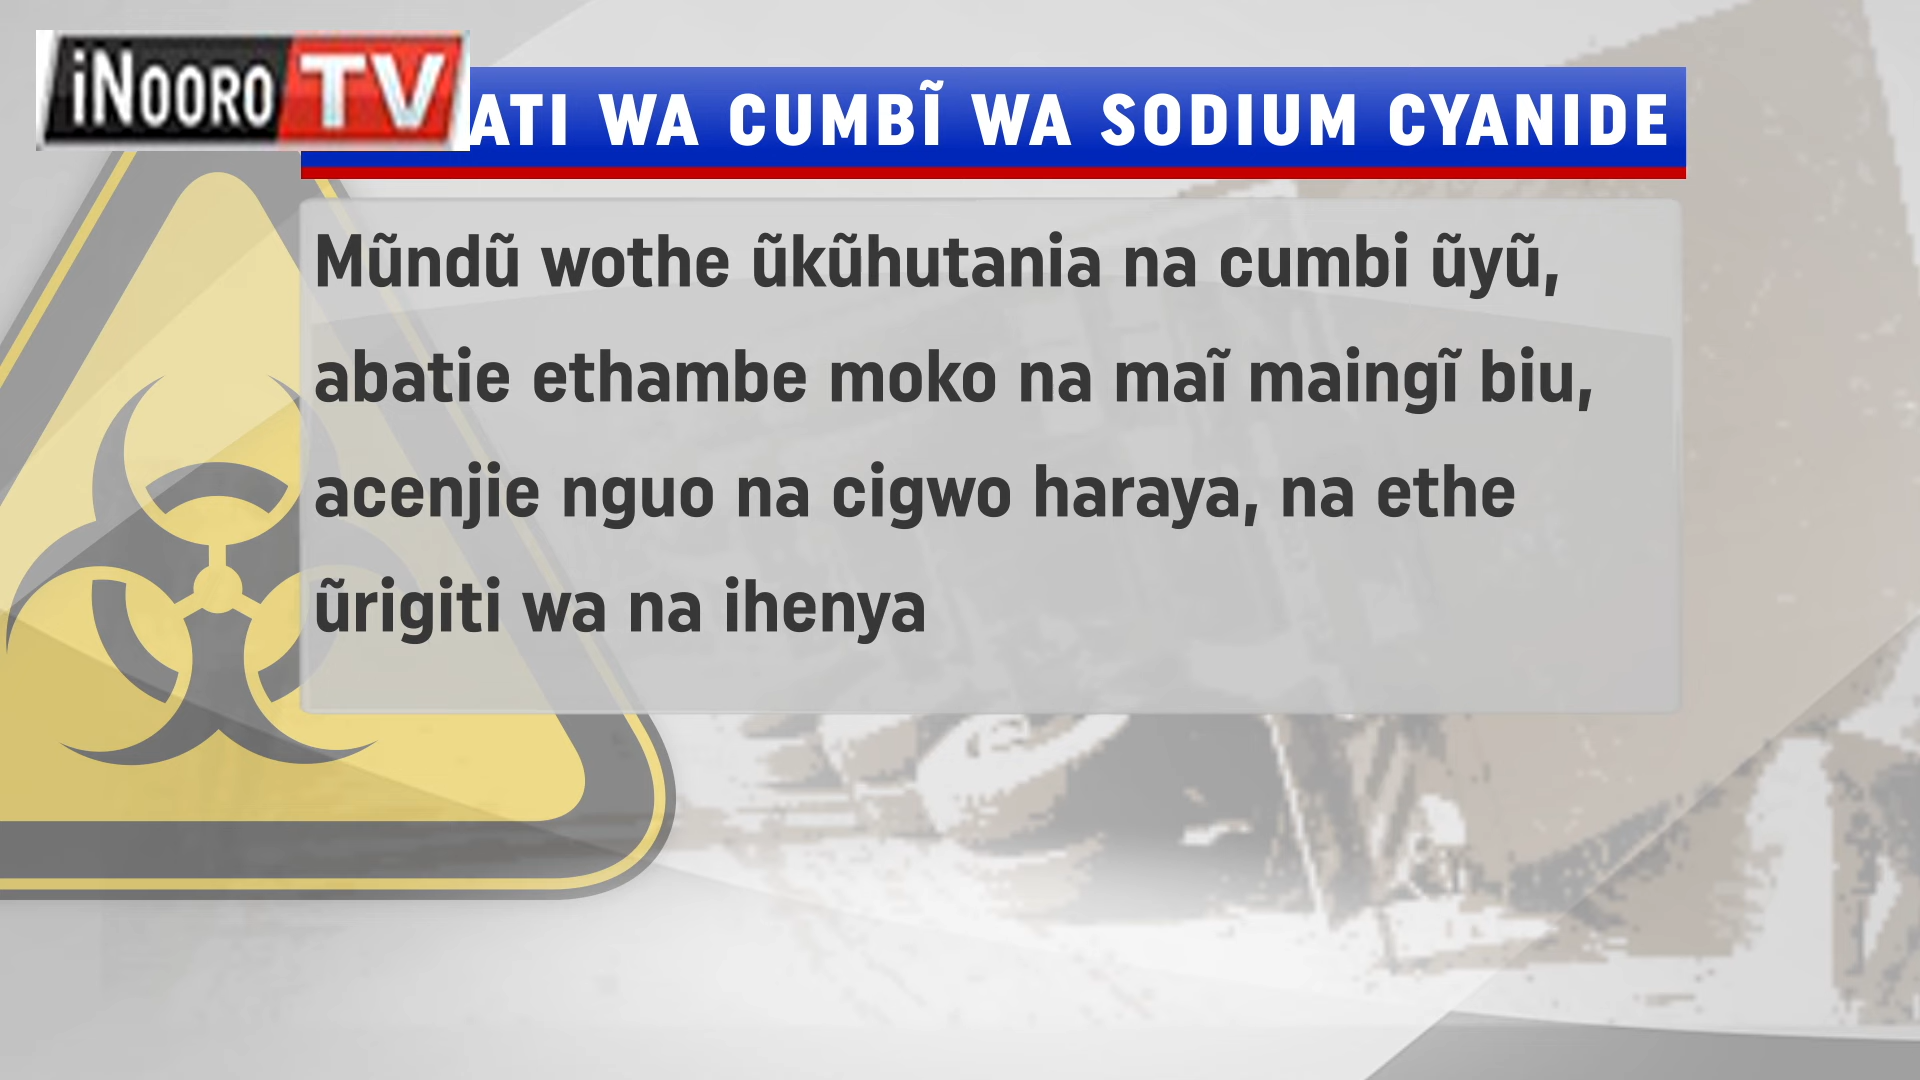 iNOORO TV
WA CUMBĨ WA SODIUM CYANIDE
Mũndũ wothe ũkũhutania na cumbi ũyũ,
abatie ethambe moko na maĩ maingĩ biu,
acenjie nguo na cigwo haraya, na ethe
ũrigiti wa na ihenya